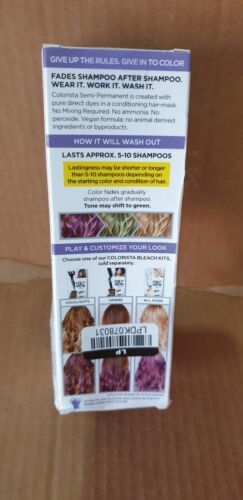 GIVE UP THE RULES. GIVE IN TO COLOR
FADES SHAMPOO AFTER SHAMPOO.
WEAR IT. WORK IT. WASH IT.
Colorista Semi-Permanent is created with
pure direct dyes in a conditioning hair-mask.
No Mixing Required. No ammonia. No
peroxide. Vegan formula: no animal derived
ingredients or byproducts.
HOW IT WILL WASH OUT
LASTS APPROX. 5-10 SHAMPOOS
Lastingness may be shorter or longer
than 5-10 shampoos depending on
the starting color and condition of hair.
Color fades gradually
shampoo after shampoo.
Tone may shift to green.
PLAY & CUSTOMIZE YOUR LOOK
Choose one of our COLORISTA BLEACH KITS,
sold separately.
HIGHLIGHTS
OMBRE
ALL OVER
LPDK078031
LP